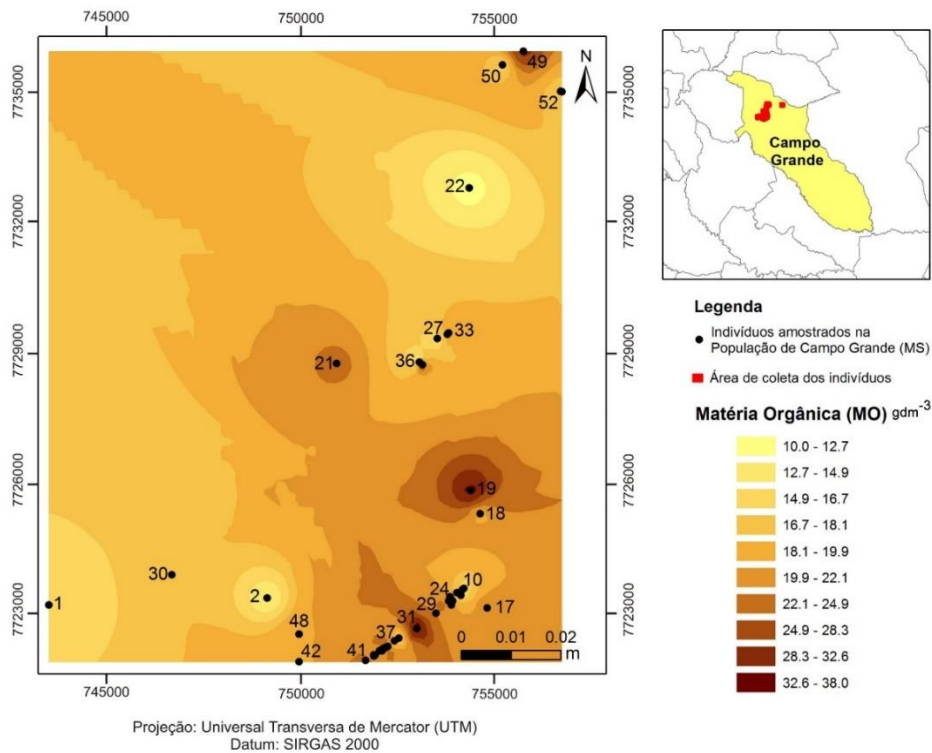 745000 750000 755000
N
49
50
52
7735000 7735000
22
7732000 7732000
27 33
36
21
7729000 7729000
19
18
7726000 7726000
30
1
2
24 10
29 17
31
48
37
42 41
7723000 7723000
0 0.01 0.02
m
745000 750000 755000
Projeção: Universal Transversa de Mercator (UTM)
Datum: SIRGAS 2000
Campo
Grande
Legenda
Indivíduos amostrados na
População de Campo Grande (MS)
Área de coleta dos indivíduos
Matéria Orgânica (MO) gdm-3
10.0 - 12.7
12.7 - 14.9
14.9 - 16.7
16.7 - 18.1
18.1 - 19.9
19.9 - 22.1
22.1 - 24.9
24.9 - 28.3
28.3 - 32.6
32.6 - 38.0